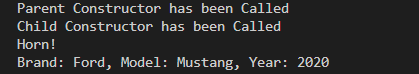 Parent Constructor has been Called
Child Constructor has been Called
Horn!
Brand: Ford, Model: Mustang, Year: 2020